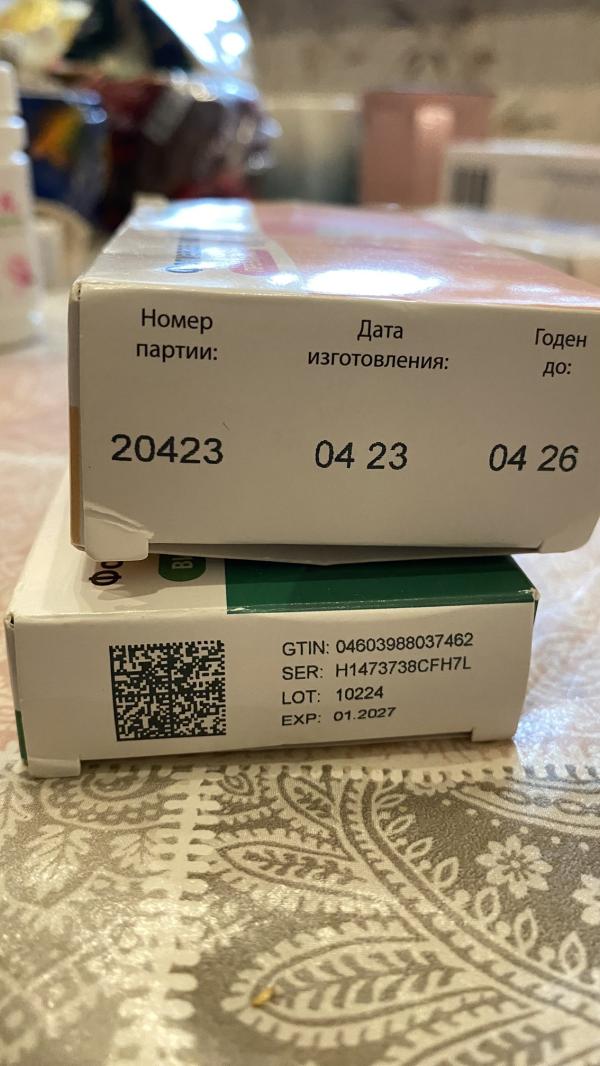 Номер
партии:
Дата
изготовления:
Годен
до:
20423
04 23
04 26
GTIN: 04603988037462
SER: H1473738CFH7L
LOT: 10224
EXP: 01.2027